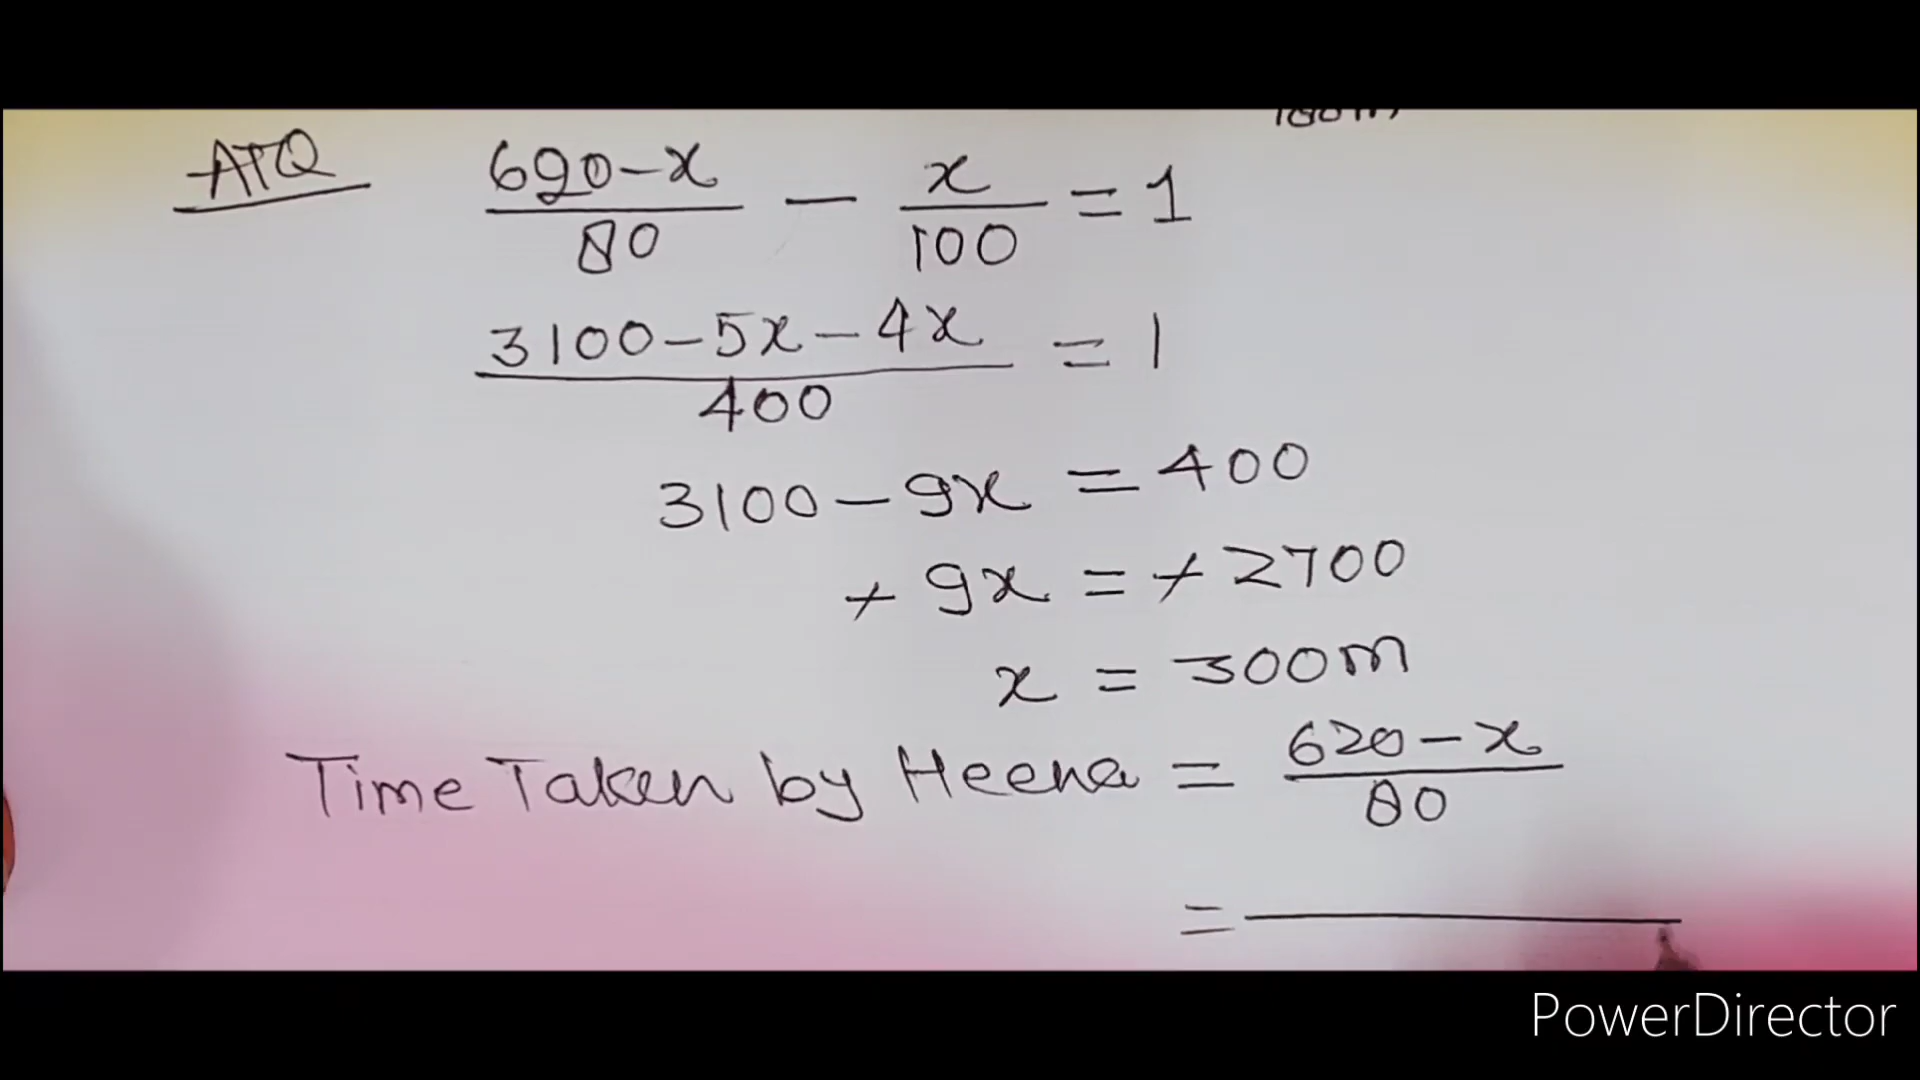 ATQ 620-x/80 - x/100 = 1
3100-5x-4x/400 = 1
3100-9x = 400
+9x = +2700
x = 300m
Time Taken by Heena = 620-x/80
=
PowerDirector